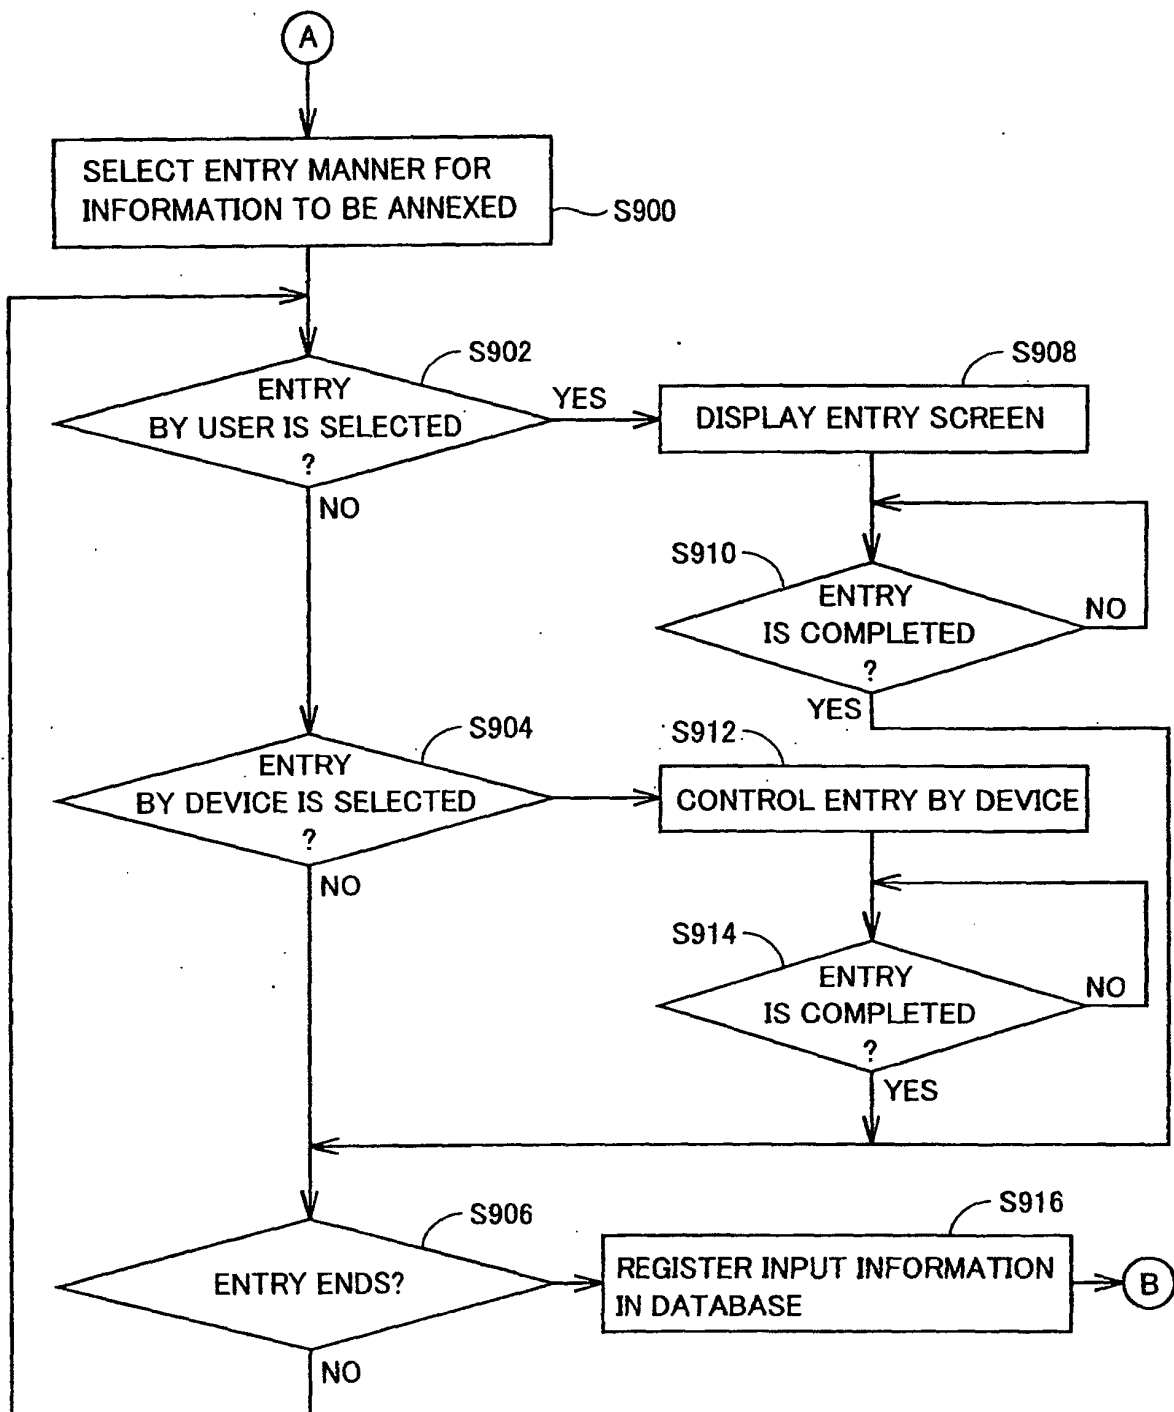 A
SELECT ENTRY MANNER FOR
INFORMATION TO BE ANNEXED
S900
S902
ENTRY
BY USER IS SELECTED
?
YES
NO
S908
DISPLAY ENTRY SCREEN
S910
ENTRY
IS COMPLETED
?
NO
YES
S904
ENTRY
BY DEVICE IS SELECTED
?
NO
S912
CONTROL ENTRY BY DEVICE
S914
ENTRY
IS COMPLETED
?
NO
YES
S906
ENTRY ENDS?
NO
S916
REGISTER INPUT INFORMATION
IN DATABASE
B